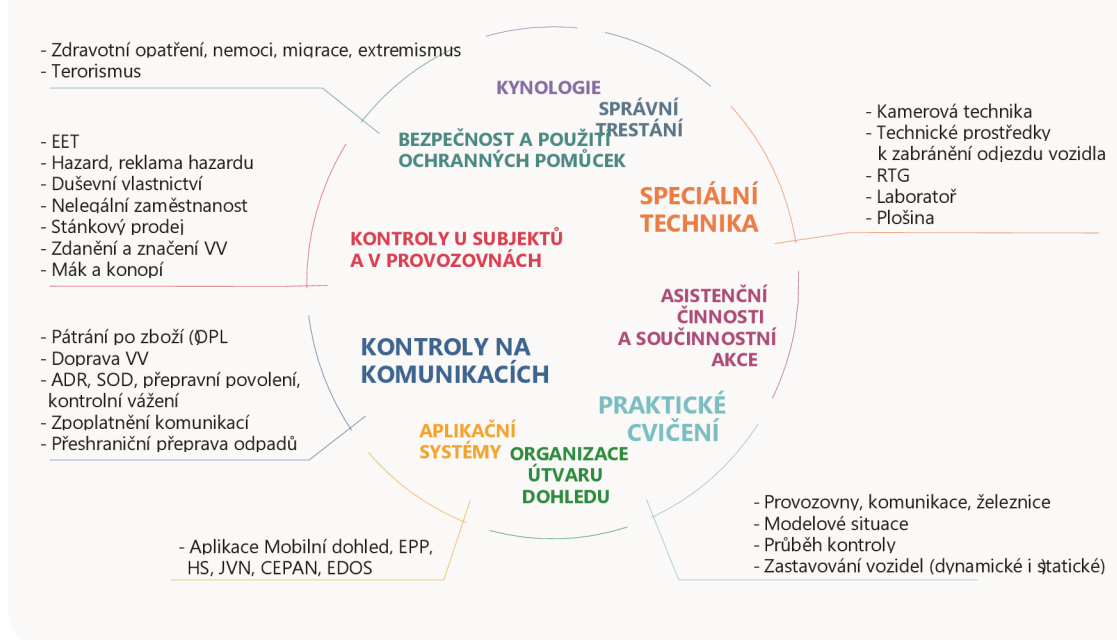 - Zdravotní opatření, nemoci, migrace, extremismus
- Terorismus
KYNOLOGIE
SPRÁVNÍ
TRESTÁNÍ
BEZPEČNOST A POUŽITÍ
OCHRANNÝCH POMŮCEK
- EET
- Hazard, reklama hazardu
- Duševní vlastnictví
- Nelegální zaměstnanost
- Stánkový prodej
- Zdanění a značení VV
- Mák a konopí
SPECIÁLNÍ
TECHNIKA
- Kamerová technika
- Technické prostředky
k zabránění odjezdu vozidla
- RTG
- Laboratoř
- Plošina
KONTROLY U SUBJEKTŮ
A V PROVOZOVNÁCH
ASISTENČNÍ
ČINNOSTI
A SOUČINNOSTNÍ
AKCE
- Pátrání po zboží (OPL)
- Doprava VV
- ADR, SOD, přepravní povolení,
kontrolní vážení
- Zpoplatnění komunikací
- Přeshraniční přeprava odpadů
KONTROLY NA
KOMUNIKACÍCH
PRAKTICKÉ
CVIČENÍ
APLIKAČNÍ
SYSTÉMY
ORGANIZACE
ÚTVARU
DOHLEDU
- Aplikace Mobilní dohled, EPP,
HS, JVN, CEPAN, EDOS
- Provozovny, komunikace, železnice
- Modelové situace
- Průběh kontroly
- Zastavování vozidel (dynamické i statické)